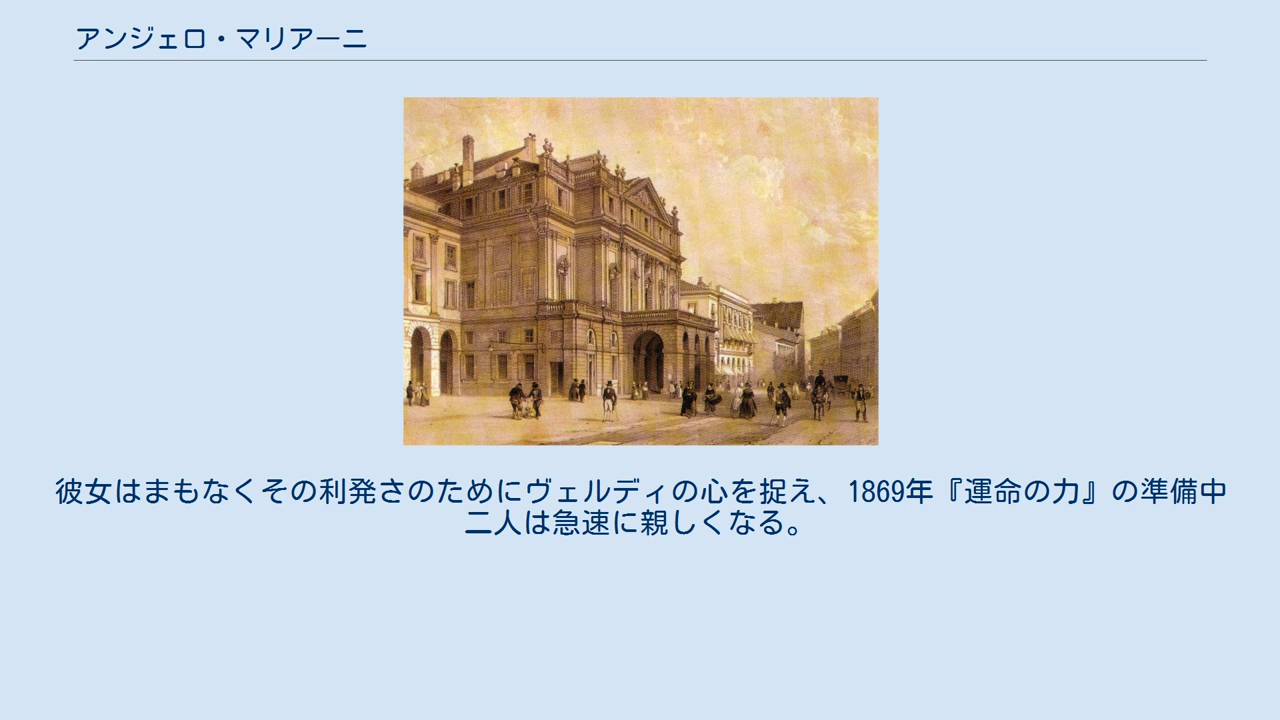 アンジェロ・マリアーニ
彼女はまもなくその利発さのためにヴェルディの心を捉え、1869年『運命の力』の準備中
二人は急速に親しくなる。